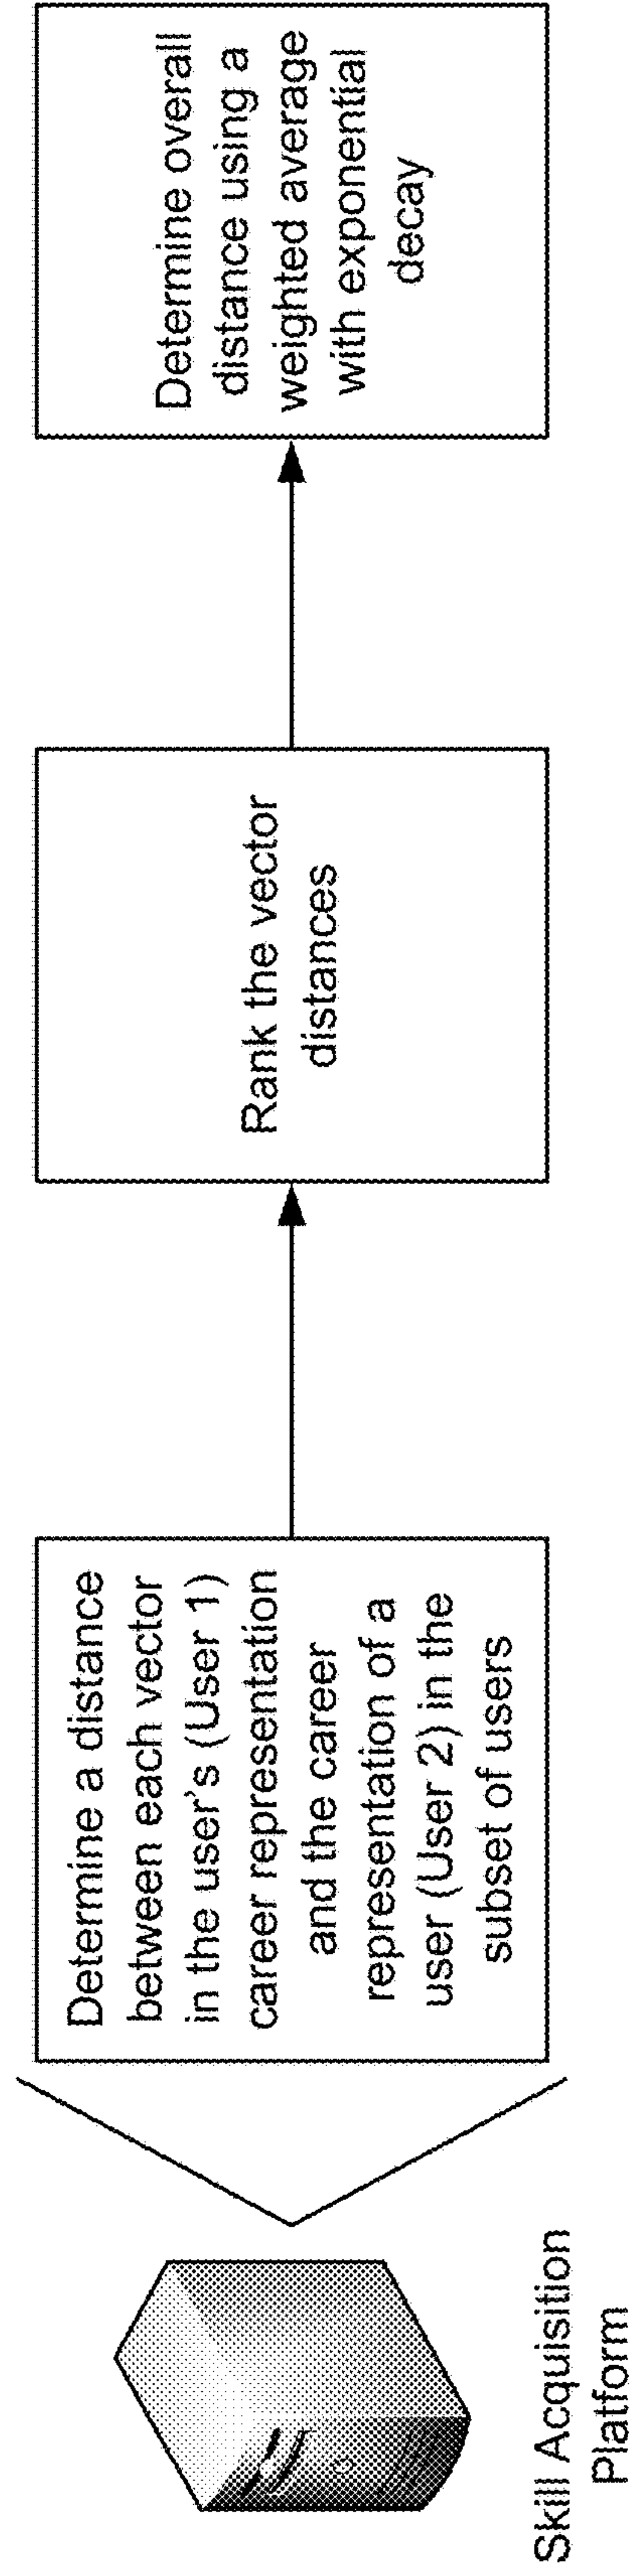 Skill Acquisition
Platform
Determine a distance
between each vector
in the user's (User 1)
career representation
and the career
representation of a
user (User 2) in the
subset of users
Rank the vector
distances
Determine overall
distance using a
weighted average
with exponential
decay